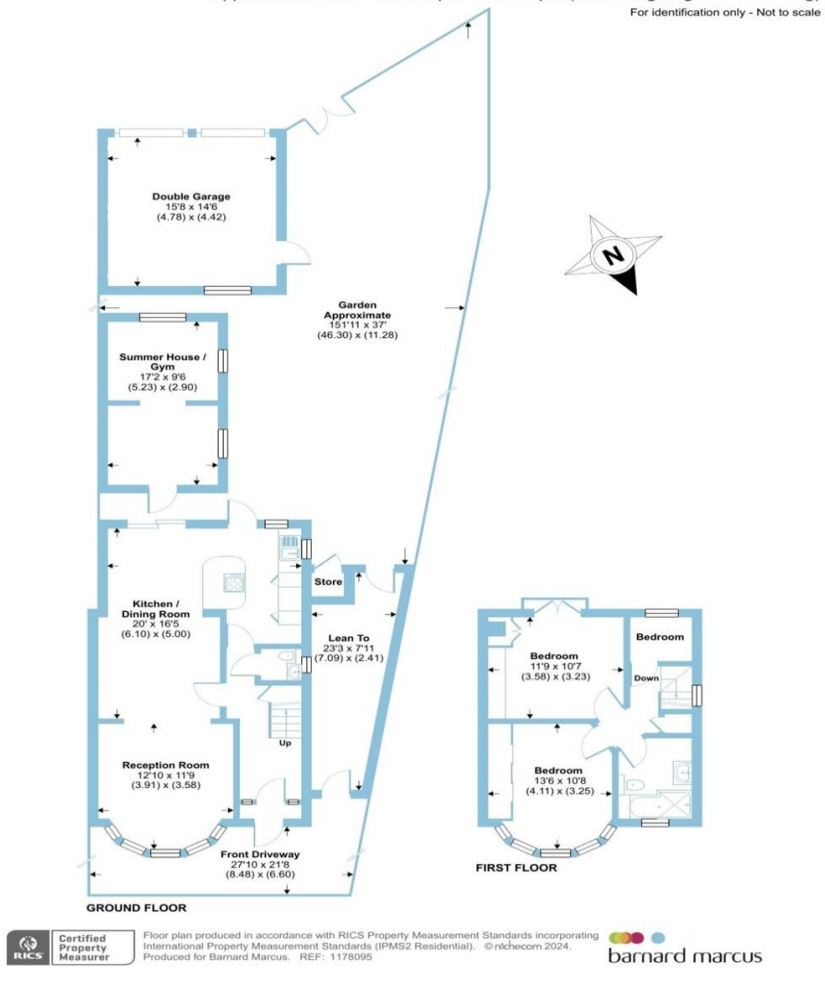 For identification only - Not to scale
Double Garage
15'8 x 14'6
(4.78) x (4.42)
N
Garden
Approximate
151'11 x 37'
(46.30) x (11.28)
Summer House /
Gym
17'2 x 9'6
(5.23) x (2.90)
Store
Kitchen /
Dining Room
20' x 16'5
(6.10) x (5.00)
Lean To
23'3 x 7'11
(7.09) x (2.41)
Up
Reception Room
12'10 x 11'9
(3.91) x (3.58)
Front Driveway
27'10 x 21'8
(8.48) x (6.60)
GROUND FLOOR
Bedroom
Bedroom
11'9 x 10'7
(3.58) x (3.23)
Down
Bedroom
13'6 x 10'8
(4.11) x (3.25)
FIRST FLOOR
RICS
Certified
Property
Measurer
Floor plan produced in accordance with RICS Property Measurement Standards incorporating
International Property Measurement Standards (IPMS2 Residential). © nichecom 2024.
Produced for Barnard Marcus. REF: 1178095
barnard marcus